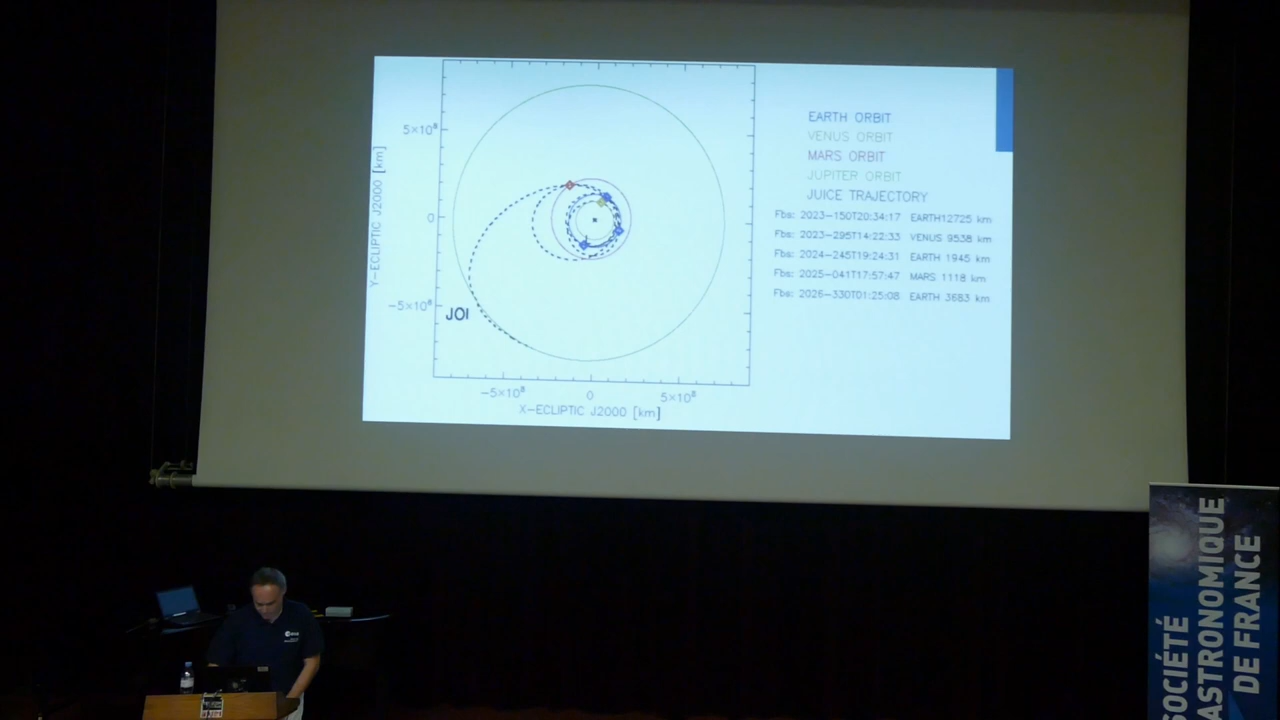 5×10⁸
0
−5×10⁸
Y−ECLIPTIC J2000 [km]
JOI
−5×10⁸ 0 5×10⁸
X−ECLIPTIC J2000 [km]
EARTH ORBIT
VENUS ORBIT
MARS ORBIT
JUPITER ORBIT
JUICE TRAJECTORY
Fbs: 2023−150T20:34:17 EARTH12725 km
Fbs: 2023−295T14:22:33 VENUS 9538 km
Fbs: 2024−245T19:24:31 EARTH 1945 km
Fbs: 2025−041T17:57:47 MARS 1118 km
Fbs: 2026−330T01:25:08 EARTH 3683 km
SOCIÉTÉ
ASTRONOMIQUE
DE FRANCE
esa